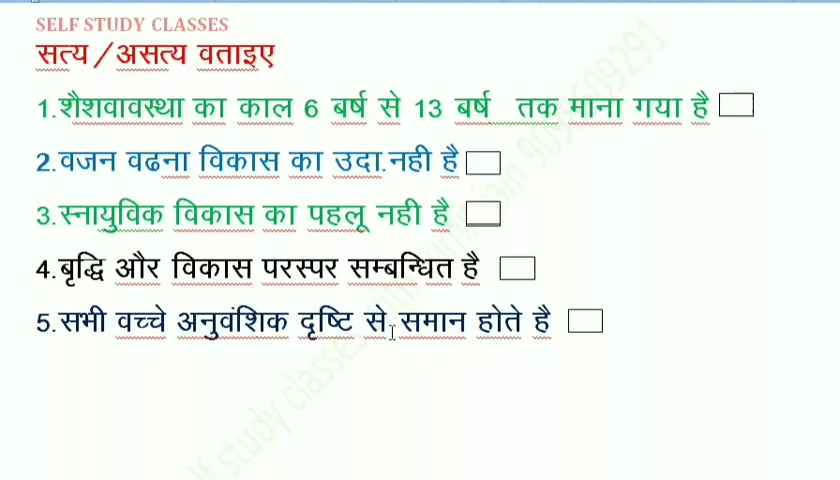 SELF STUDY CLASSES
सत्य/असत्य वताइए
1.शैशवावस्था का काल 6 बर्ष से 13 बर्ष तक माना गया है
2.वजन वढना विकास का उदा.नही है
3.स्नायुविक विकास का पहलू नही है
4.बृद्धि और विकास परस्पर सम्बन्धित है
5.सभी वच्चे अनुवंशिक दृष्टि से समान होते है